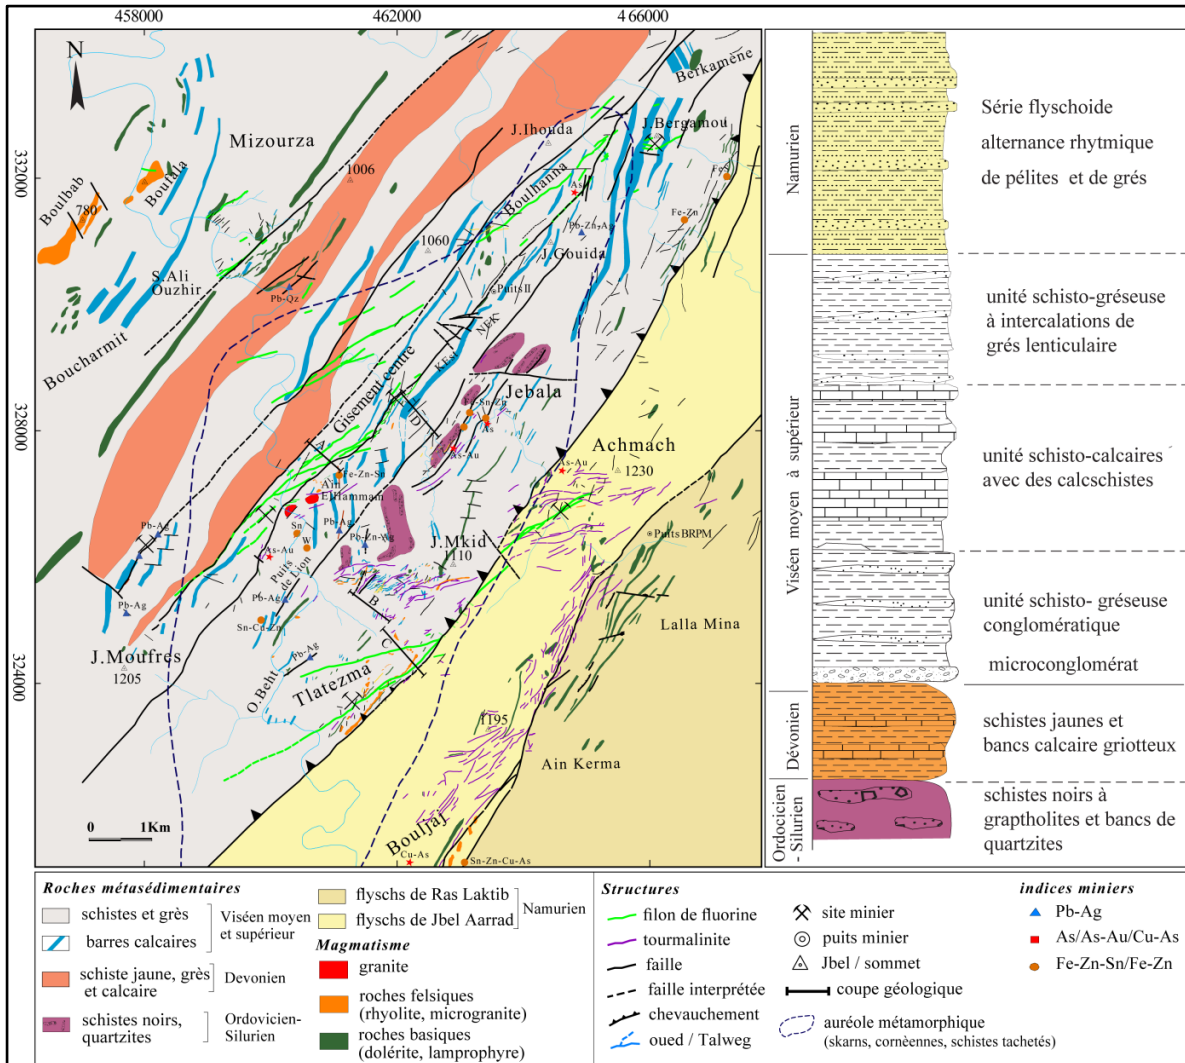 458000
462000
466000
332000
328000
324000
N
Berkamène
Mizourza
J.Ihouda
J.Bergamou
1006
Boulhanna
As
FeS
Boulbab
780
Boulala
Fe-Zn
Pb-Zn-Ag
1060
J.Gouida
S.Ali
Ouzhir
Pb-Qz
Puits II
NEK
KEst
Boucharmit
Gisement centre
Jebala
D
Fe-Sn-Zn
As
Achmach
A
As-Au
As-Au
1230
Fe-Zn-Sn
Ain
ElHammam
Pb-Ag
Sn
Pb-Ag
W
Pb-Zn-Ag
J.Mkid
1110
Puits BRPM
As-Au
Puits
de Lion
Pb-Ag
Pb-Ag
B
Sn-Cu-Zn
Lalla Mina
J.Moufres
1205
Pb-Ag
C
O.Beht
Tlatezma
1195
Ain Kerma
0 1Km
Bouljaj
Cu-As
Sn-Zn-Cu-As
Namurien
Série flyschoide
alternance rhytmique
de pélites et de grés
Viséen moyen à supérieur
unité schisto-gréseuse
à intercalations de
grés lenticulaire
unité schisto-calcaires
avec des calcschistes
unité schisto- gréseuse
conglomératique
microconglomérat
Dévonien
schistes jaunes et
bancs calcaire griotteux
Ordocicien
- Silurien
schistes noirs à
graptholites et bancs de
quartzites
Roches métasédimentaires
schistes et grès
barres calcaires
Viséen moyen
et supérieur
schiste jaune, grès
et calcaire
Devonien
schistes noirs,
quartzites
Ordovicien-
Silurien
flyschs de Ras Laktib
flyschs de Jbel Aarrad
Namurien
Magmatisme
granite
roches felsiques
(rhyolite, microgranite)
roches basiques
(dolérite, lamprophyre)
Structures
filon de fluorine
tourmalinite
faille
faille interprétée
chevauchement
oued / Talweg
site minier
puits minier
Jbel / sommet
coupe géologique
auréole métamorphique
(skarns, cornèennes, schistes tachetés)
indices miniers
Pb-Ag
As/As-Au/Cu-As
Fe-Zn-Sn/Fe-Zn